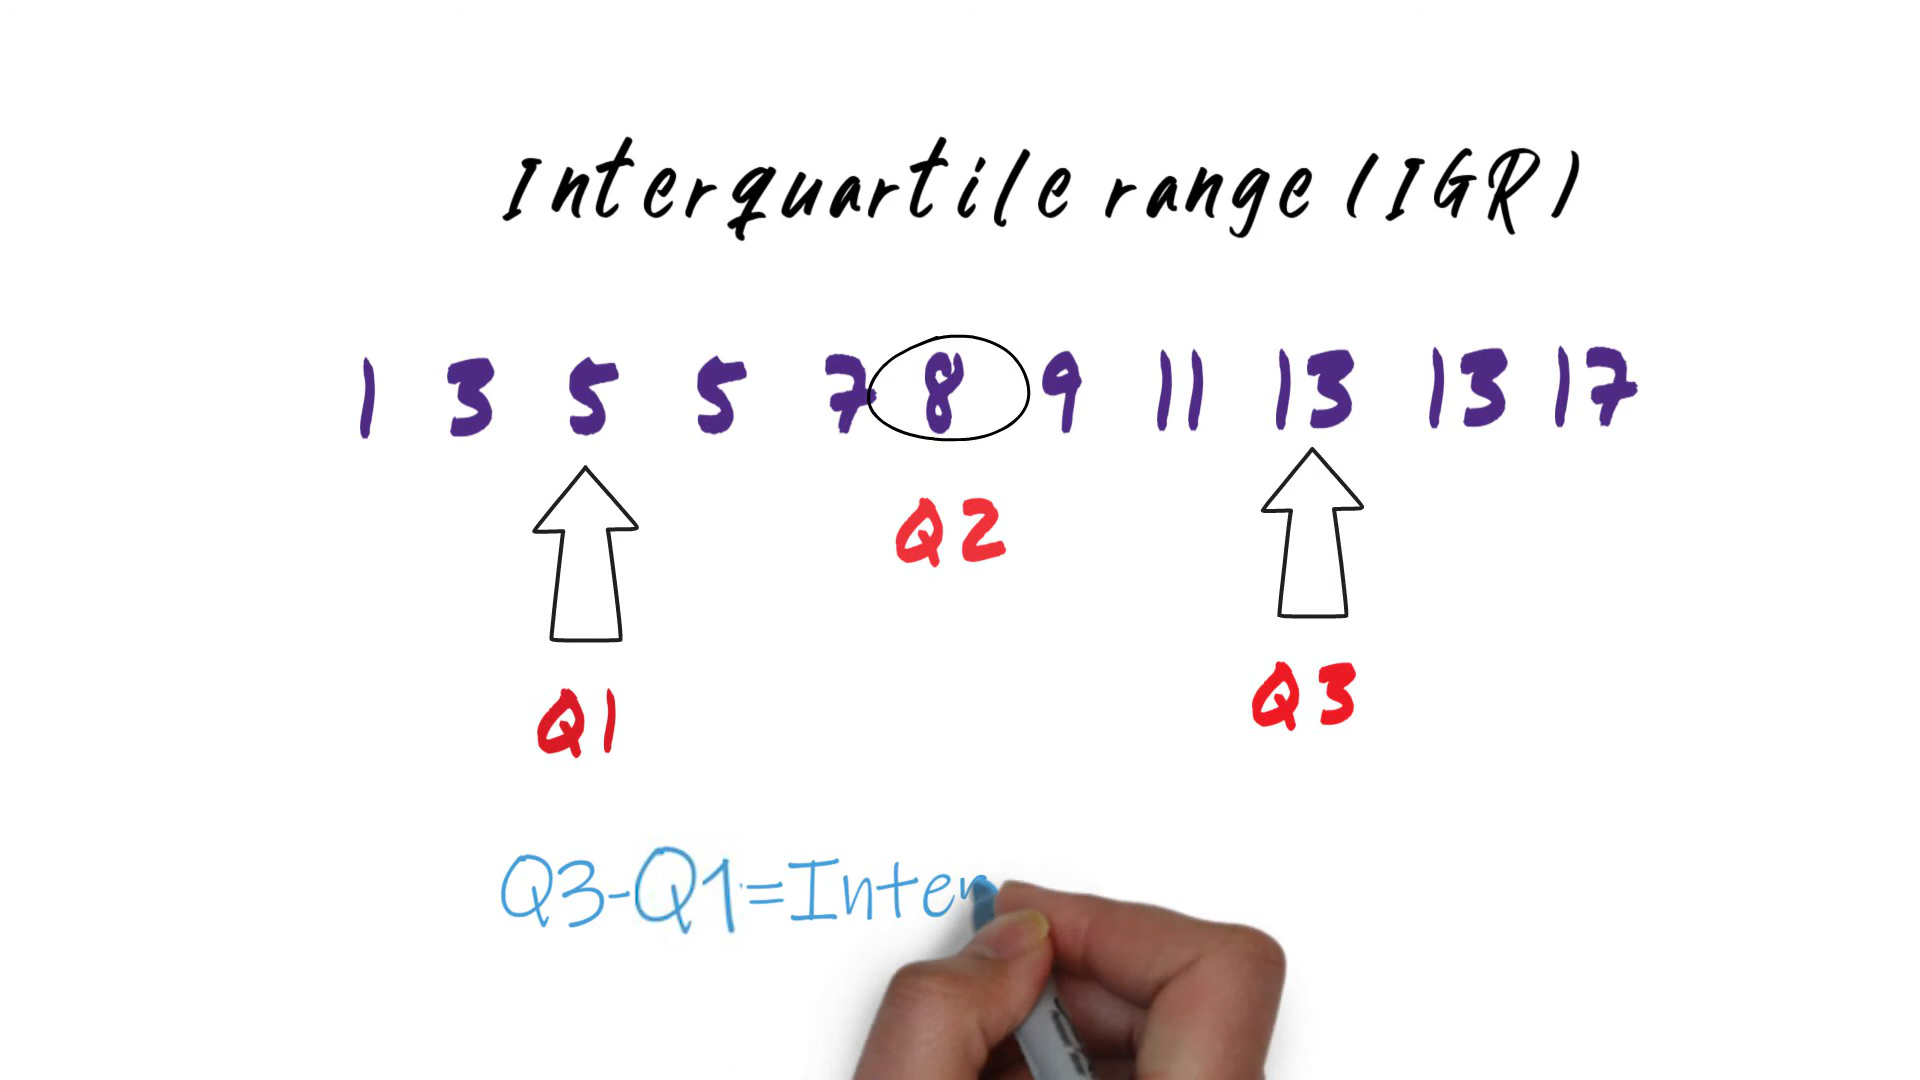 Interquartile range (IGR)
1 3 5 5 7 8 9 11 13 13 17
Q2
Q1 Q3
Q3-Q1=Inter